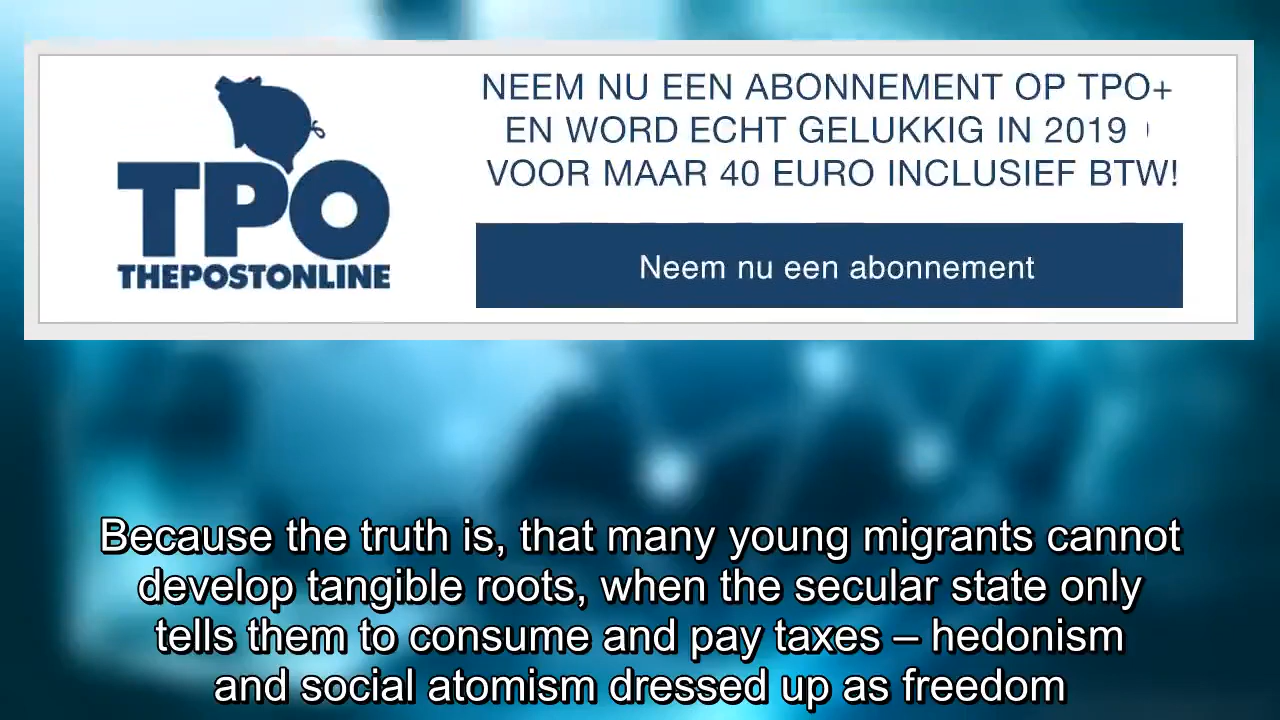 TPO
THEPOSTONLINE
NEEM NU EEN ABONNEMENT OP TPO+
EN WORD ECHT GELUKKIG IN 2019
VOOR MAAR 40 EURO INCLUSIEF BTW!
Neem nu een abonnement
Because the truth is, that many young migrants cannot
develop tangible roots, when the secular state only
tells them to consume and pay taxes – hedonism
and social atomism dressed up as freedom